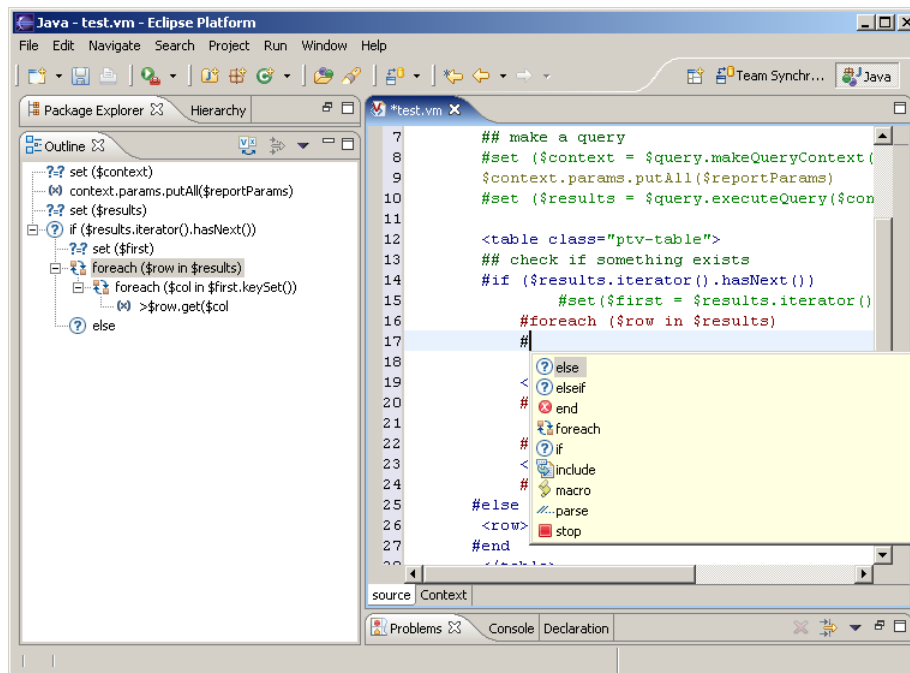 Java - test.vm - Eclipse Platform
File Edit Navigate Search Project Run Window Help
Team Synchr... Java
Package Explorer Hierarchy
Outline
?=? set ($context)
(x) context.params.putAll($reportParams)
?=? set ($results)
? if ($results.iterator().hasNext())
?=? set ($first)
foreach ($row in $results)
foreach ($col in $first.keySet())
(x) >$row.get($col
? else
*test.vm
7 ## make a query
8 #set ($context = $query.makeQueryContext(
9 $context.params.putAll($reportParams)
10 #set ($results = $query.executeQuery($con
11
12 <table class="ptv-table">
13 ## check if something exists
14 #if ($results.iterator().hasNext())
15 #set($first = $results.iterator()
16 #foreach ($row in $results)
17 #
18
19 <
20 #
21
22 #
23 <
24 #
25 #else
26 <row>
27 #end
? else
? elseif
end
foreach
? if
include
macro
//... parse
stop
source Context
Problems Console Declaration